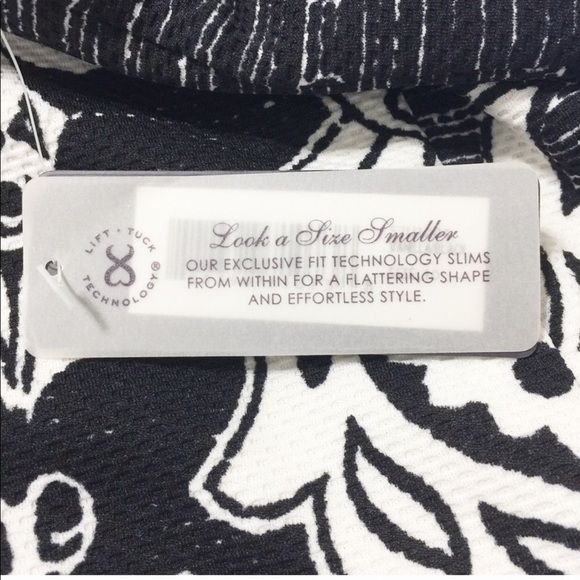 LIFT • TUCK
TECHNOLOGY®
Look a Size Smaller
OUR EXCLUSIVE FIT TECHNOLOGY SLIMS
FROM WITHIN FOR A FLATTERING SHAPE
AND EFFORTLESS STYLE.